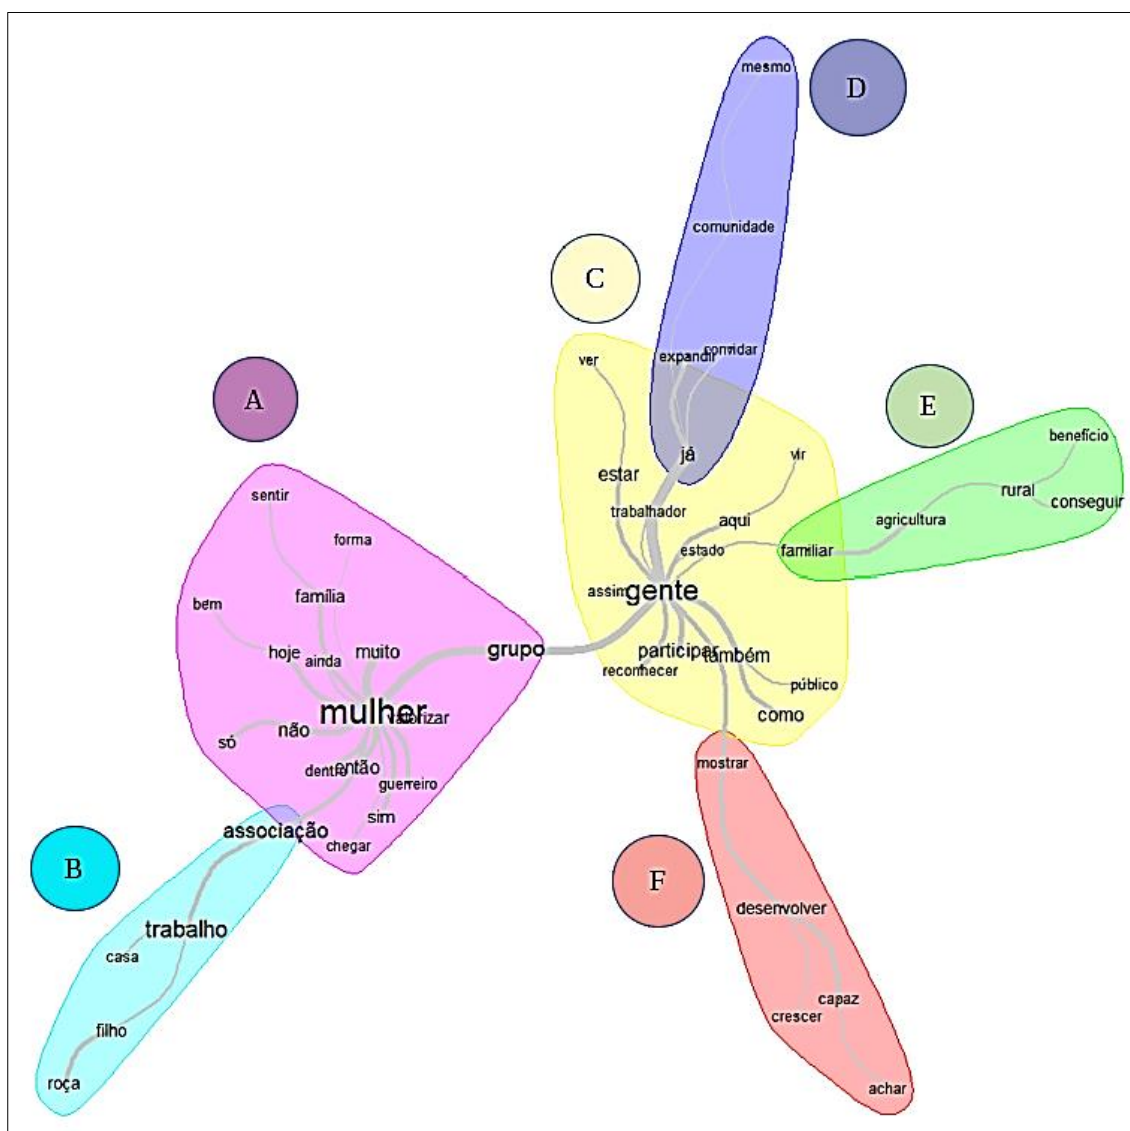 mesmo
D
comunidade
C
expandir
convidar
ver
A
E
benefício
já
vir
estar
rural
conseguir
sentir
trabalhador
aqui
agricultura
forma
estado
familiar
família
assim
gente
bem
hoje
ainda
muito
grupo
participar
também
reconhecer
público
mulher
valorizar
como
só
não
dentro
então
mostrar
guerreiro
sim
associação
chegar
B
F
trabalho
desenvolver
casa
capaz
crescer
filho
roça
achar